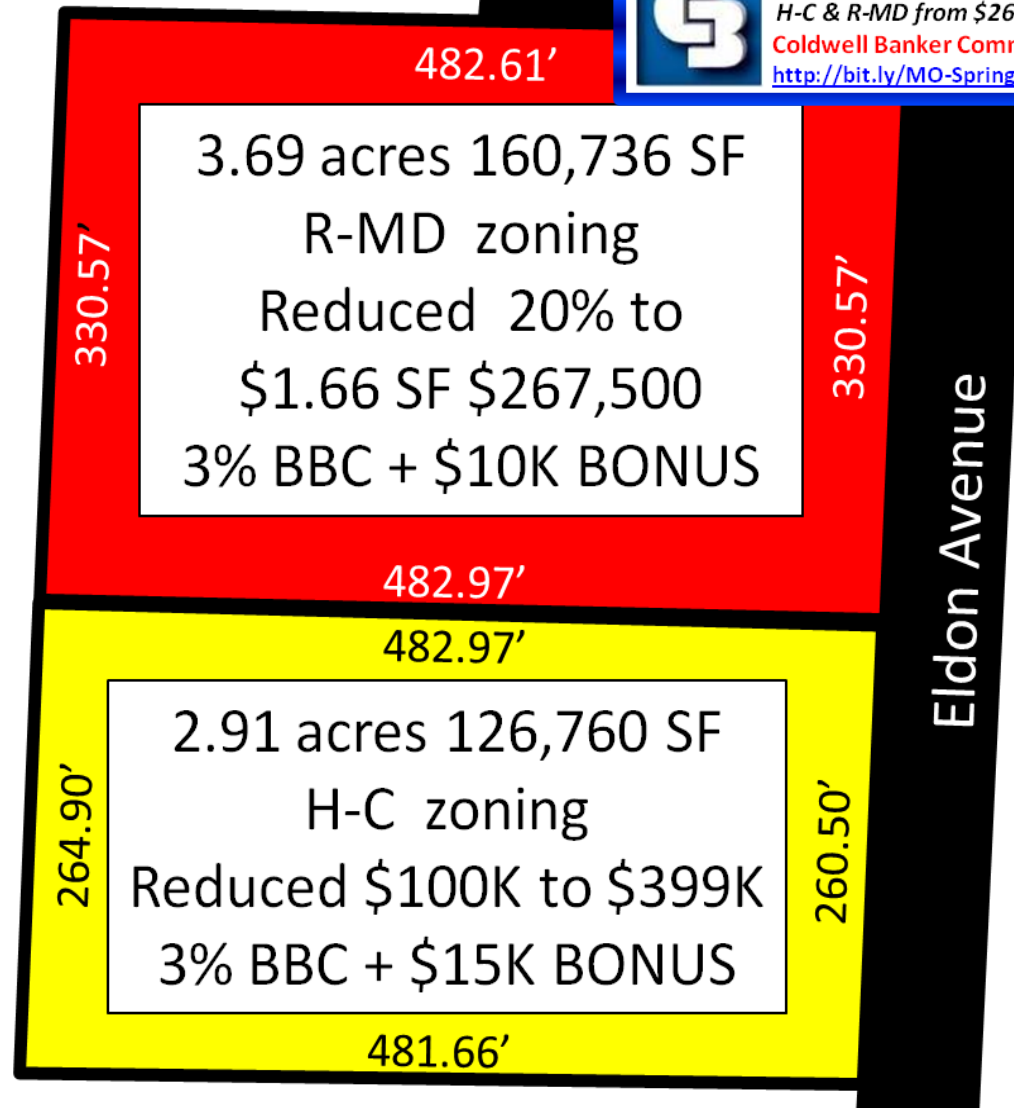 H-C & R-MD from $26
Coldwell Banker Comm
http://bit.ly/MO-Spring
482.61’
330.57’
3.69 acres 160,736 SF
R-MD zoning
Reduced 20% to
$1.66 SF $267,500
3% BBC + $10K BONUS
330.57’
482.97’
Eldon Avenue
482.97’
264.90’
2.91 acres 126,760 SF
H-C zoning
Reduced $100K to $399K
3% BBC + $15K BONUS
260.50’
481.66’